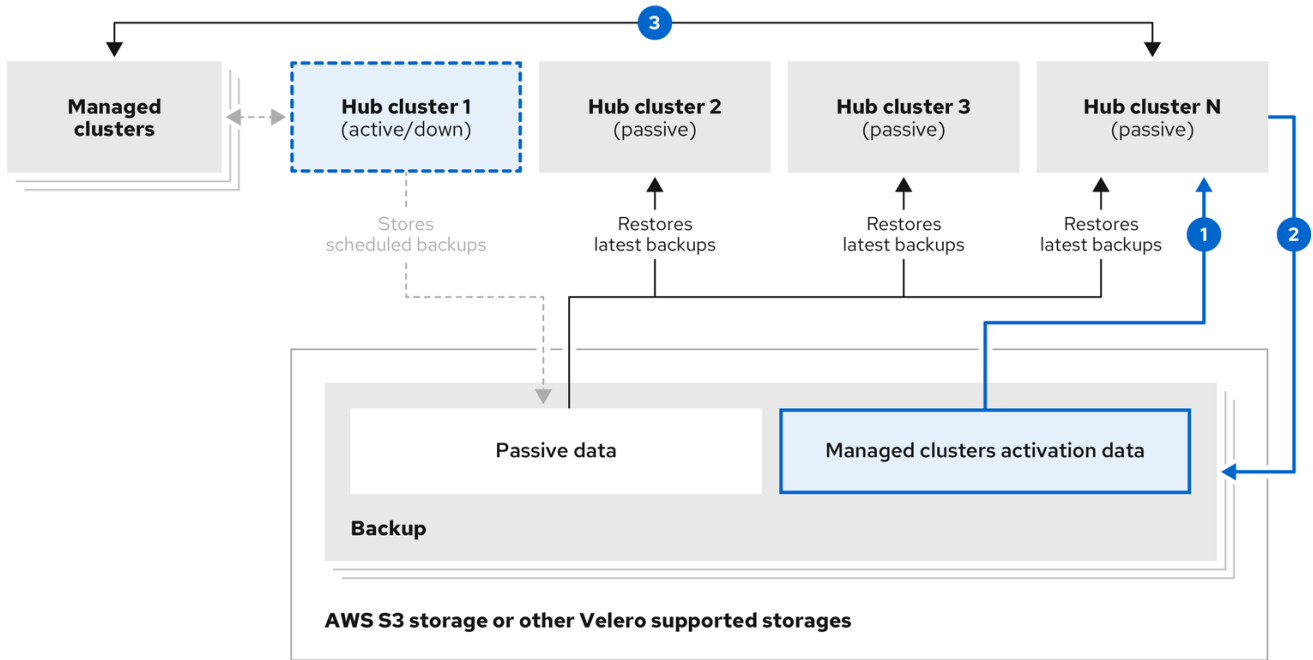 3
Managed
clusters
Hub cluster 1
(active/down)
Hub cluster 2
(passive)
Hub cluster 3
(passive)
Hub cluster N
(passive)
Stores
scheduled backups
Restores
latest backups
Restores
latest backups
Restores
latest backups
1
2
Passive data
Managed clusters activation data
Backup
AWS S3 storage or other Velero supported storages